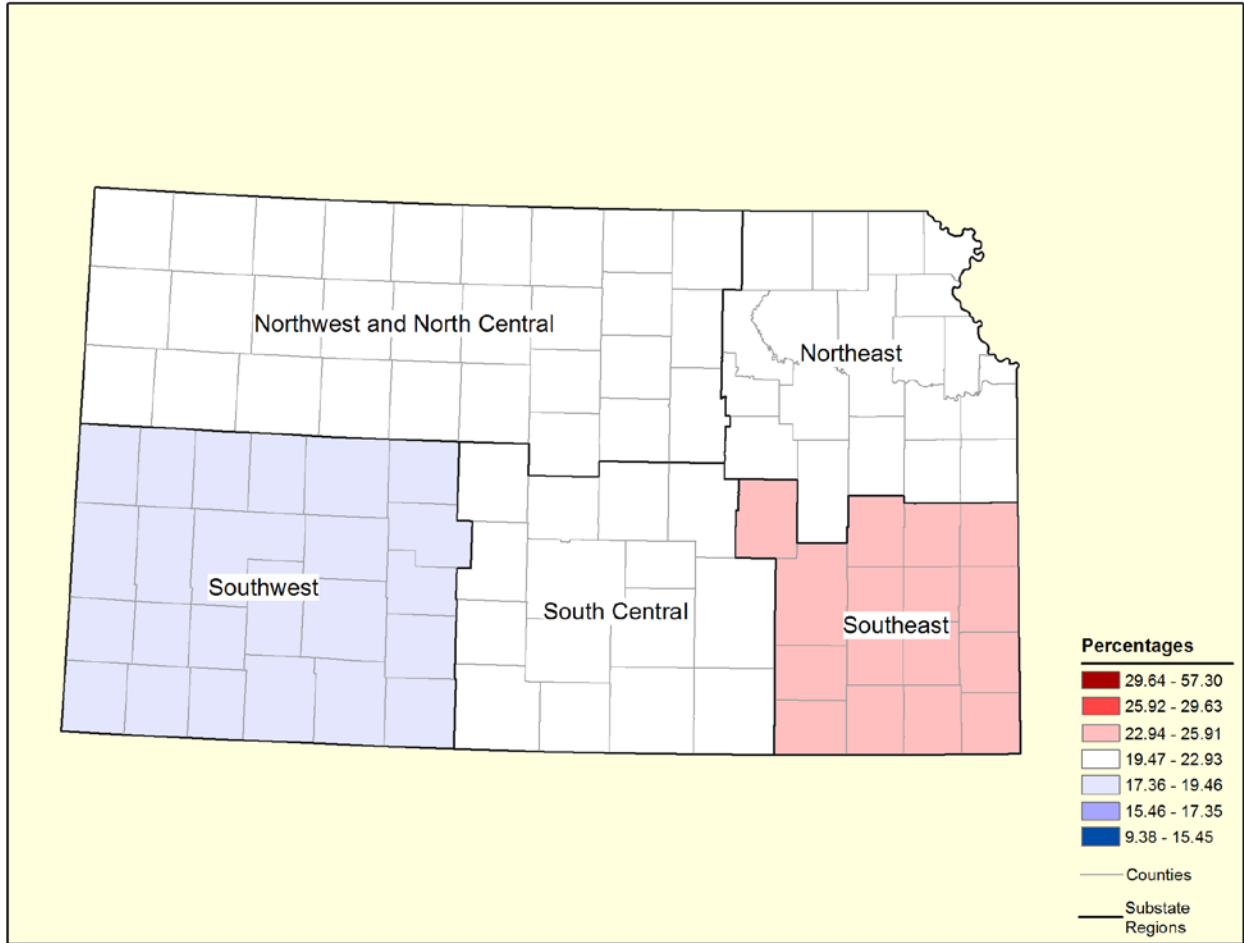 Northwest and North Central
Northeast
Southwest
South Central
Southeast
Percentages
29.64 - 57.30
25.92 - 29.63
22.94 - 25.91
19.47 - 22.93
17.36 - 19.46
15.46 - 17.35
9.38 - 15.45
Counties
Substate
Regions